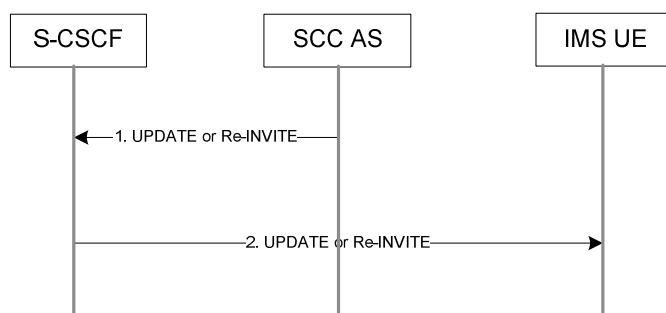 S-CSCF
SCC AS
IMS UE
1. UPDATE or Re-INVITE
2. UPDATE or Re-INVITE